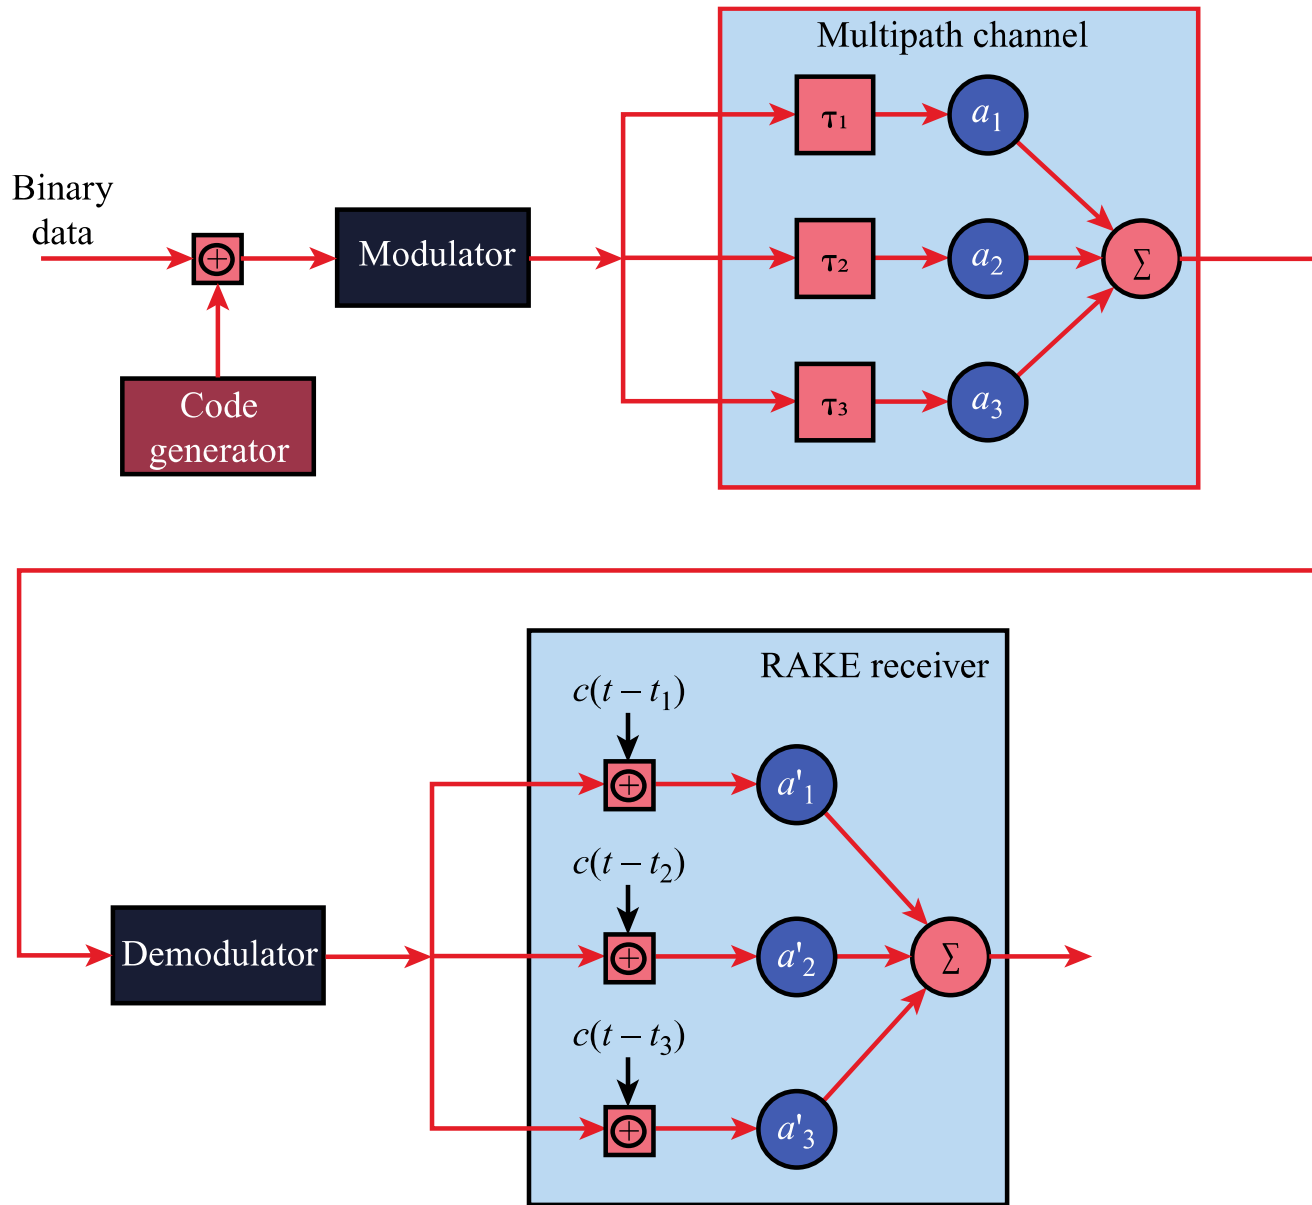 Multipath channel
τ₁
a₁
Binary
data
⊕
Modulator
τ₂
a₂
∑
Code
generator
τ₃
a₃
RAKE receiver
c(t – t₁)
⊕
a'₁
c(t – t₂)
Demodulator
⊕
a'₂
∑
c(t – t₃)
⊕
a'₃